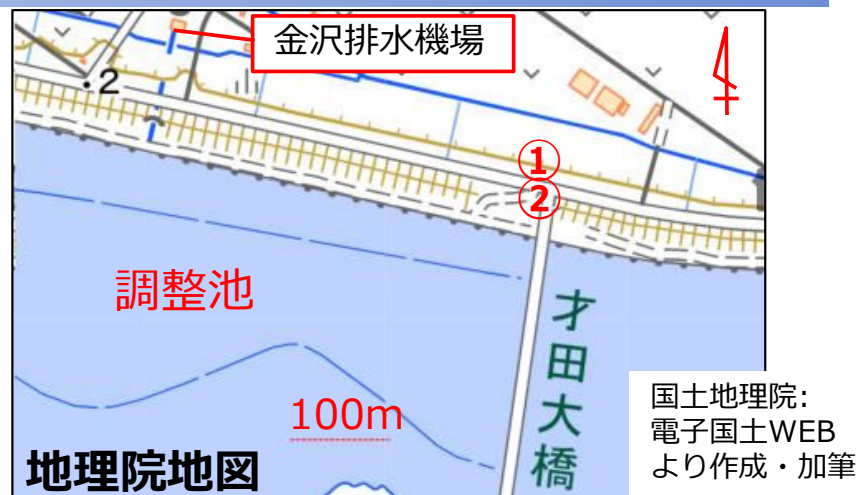 金沢排水機場
・2
①
②
調整池
才田大橋
100m
地理院地図
国土地理院:
電子国土WEB
より作成・加筆